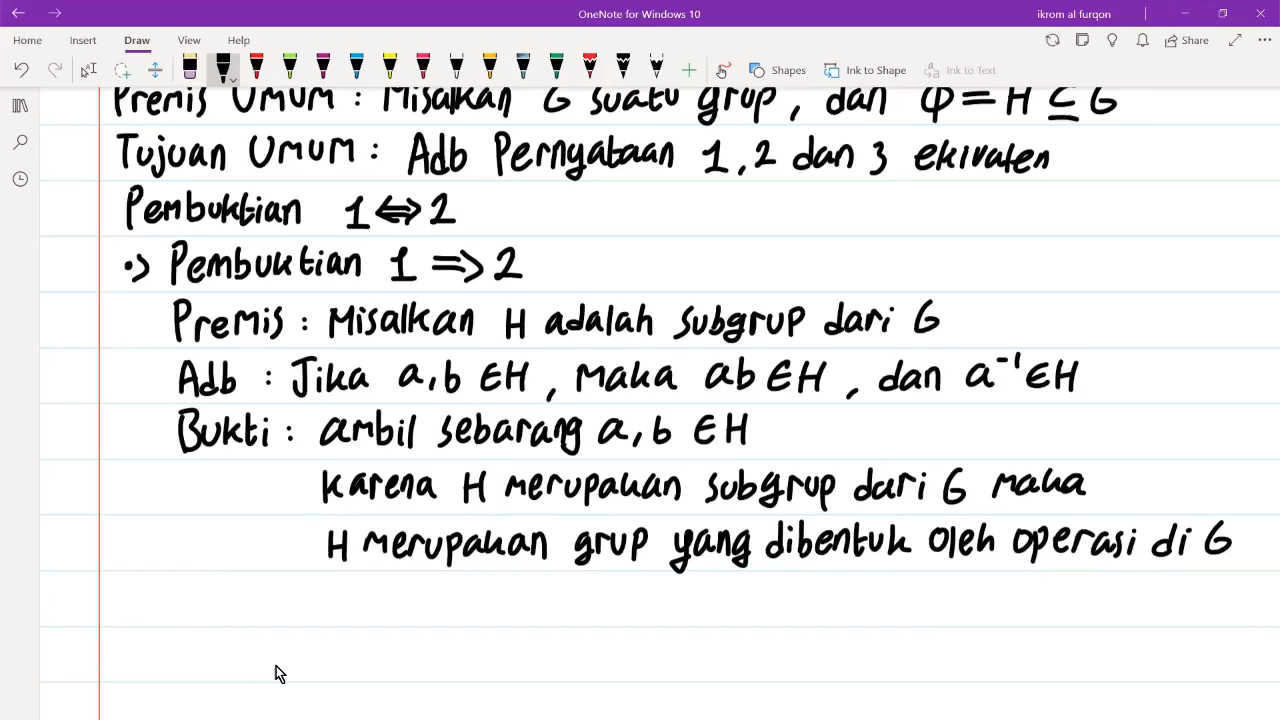 OneNote for Windows 10
ikrom al furqon
Home Insert Draw View Help
Share
Shapes
Ink to Shape
Ink to Text
Premis Umum : Misalkan G suatu grup, dan φ = H ⊆ G
Tujuan Umum : Adb Pernyataan 1, 2 dan 3 ekivalen
Pembuktian 1 ⇔ 2
•> Pembuktian 1 => 2
Premis : Misalkan H adalah subgrup dari G
Adb : Jika a, b ∈ H, maka ab ∈ H, dan a⁻¹ ∈ H
Bukti : ambil sebarang a, b ∈ H
karena H merupakan subgrup dari G maka
H merupakan grup yang dibentuk oleh operasi di G